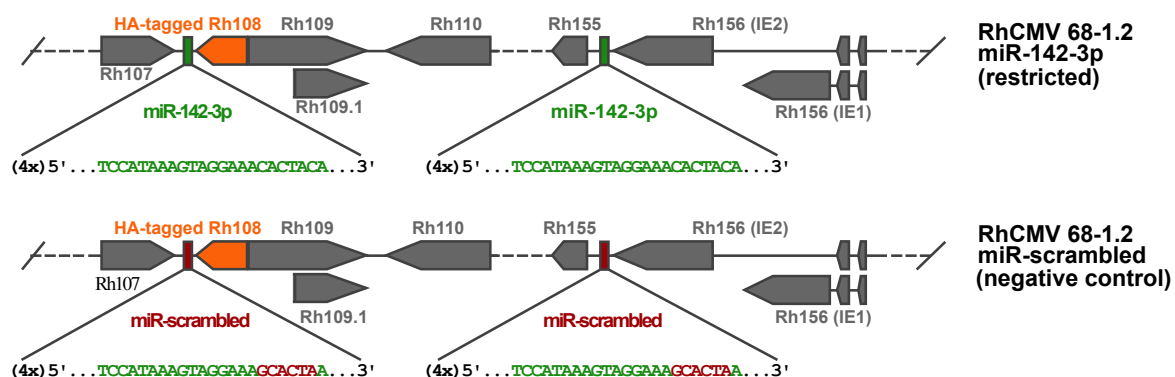 HA-tagged Rh108 Rh109 Rh110 Rh155 Rh156 (IE2)
Rh107 Rh109.1 Rh156 (IE1)
miR-142-3p miR-142-3p
(4x)5'...TCCATAAAGTAGGAAACACTACA...3' (4x)5'...TCCATAAAGTAGGAAACACTACA...3'
RhCMV 68-1.2
miR-142-3p
(restricted)
HA-tagged Rh108 Rh109 Rh110 Rh155 Rh156 (IE2)
Rh107 Rh109.1 Rh156 (IE1)
miR-scrambled miR-scrambled
(4x)5'...TCCATAAAGTAGGAAAGCACTAA...3' (4x)5'...TCCATAAAGTAGGAAAGCACTAA...3'
RhCMV 68-1.2
miR-scrambled
(negative control)